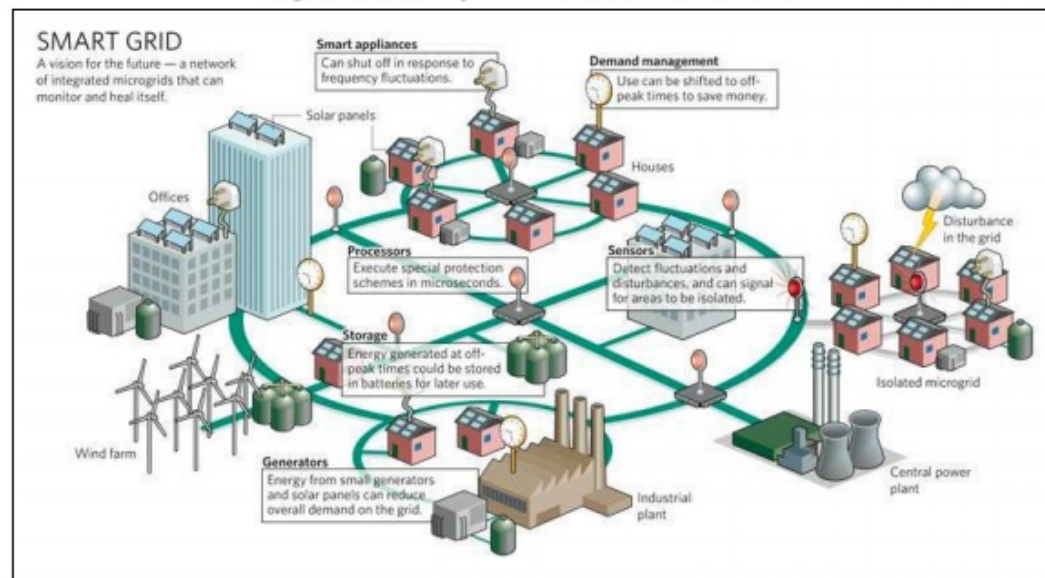 SMART GRID
A vision for the future — a network
of integrated microgrids that can
monitor and heal itself.
Smart appliances
Can shut off in response to
frequency fluctuations.
Demand management
Use can be shifted to off-
peak times to save money.
Solar panels
Houses
Offices
Disturbance
in the grid
Processors
Execute special protection
schemes in microseconds.
Sensors
Detect fluctuations and
disturbances, and can signal
for areas to be isolated.
Storage
Energy generated at off-
peak times could be stored
in batteries for later use.
Isolated microgrid
Wind farm
Generators
Energy from small generators
and solar panels can reduce
overall demand on the grid.
Industrial
plant
Central power
plant